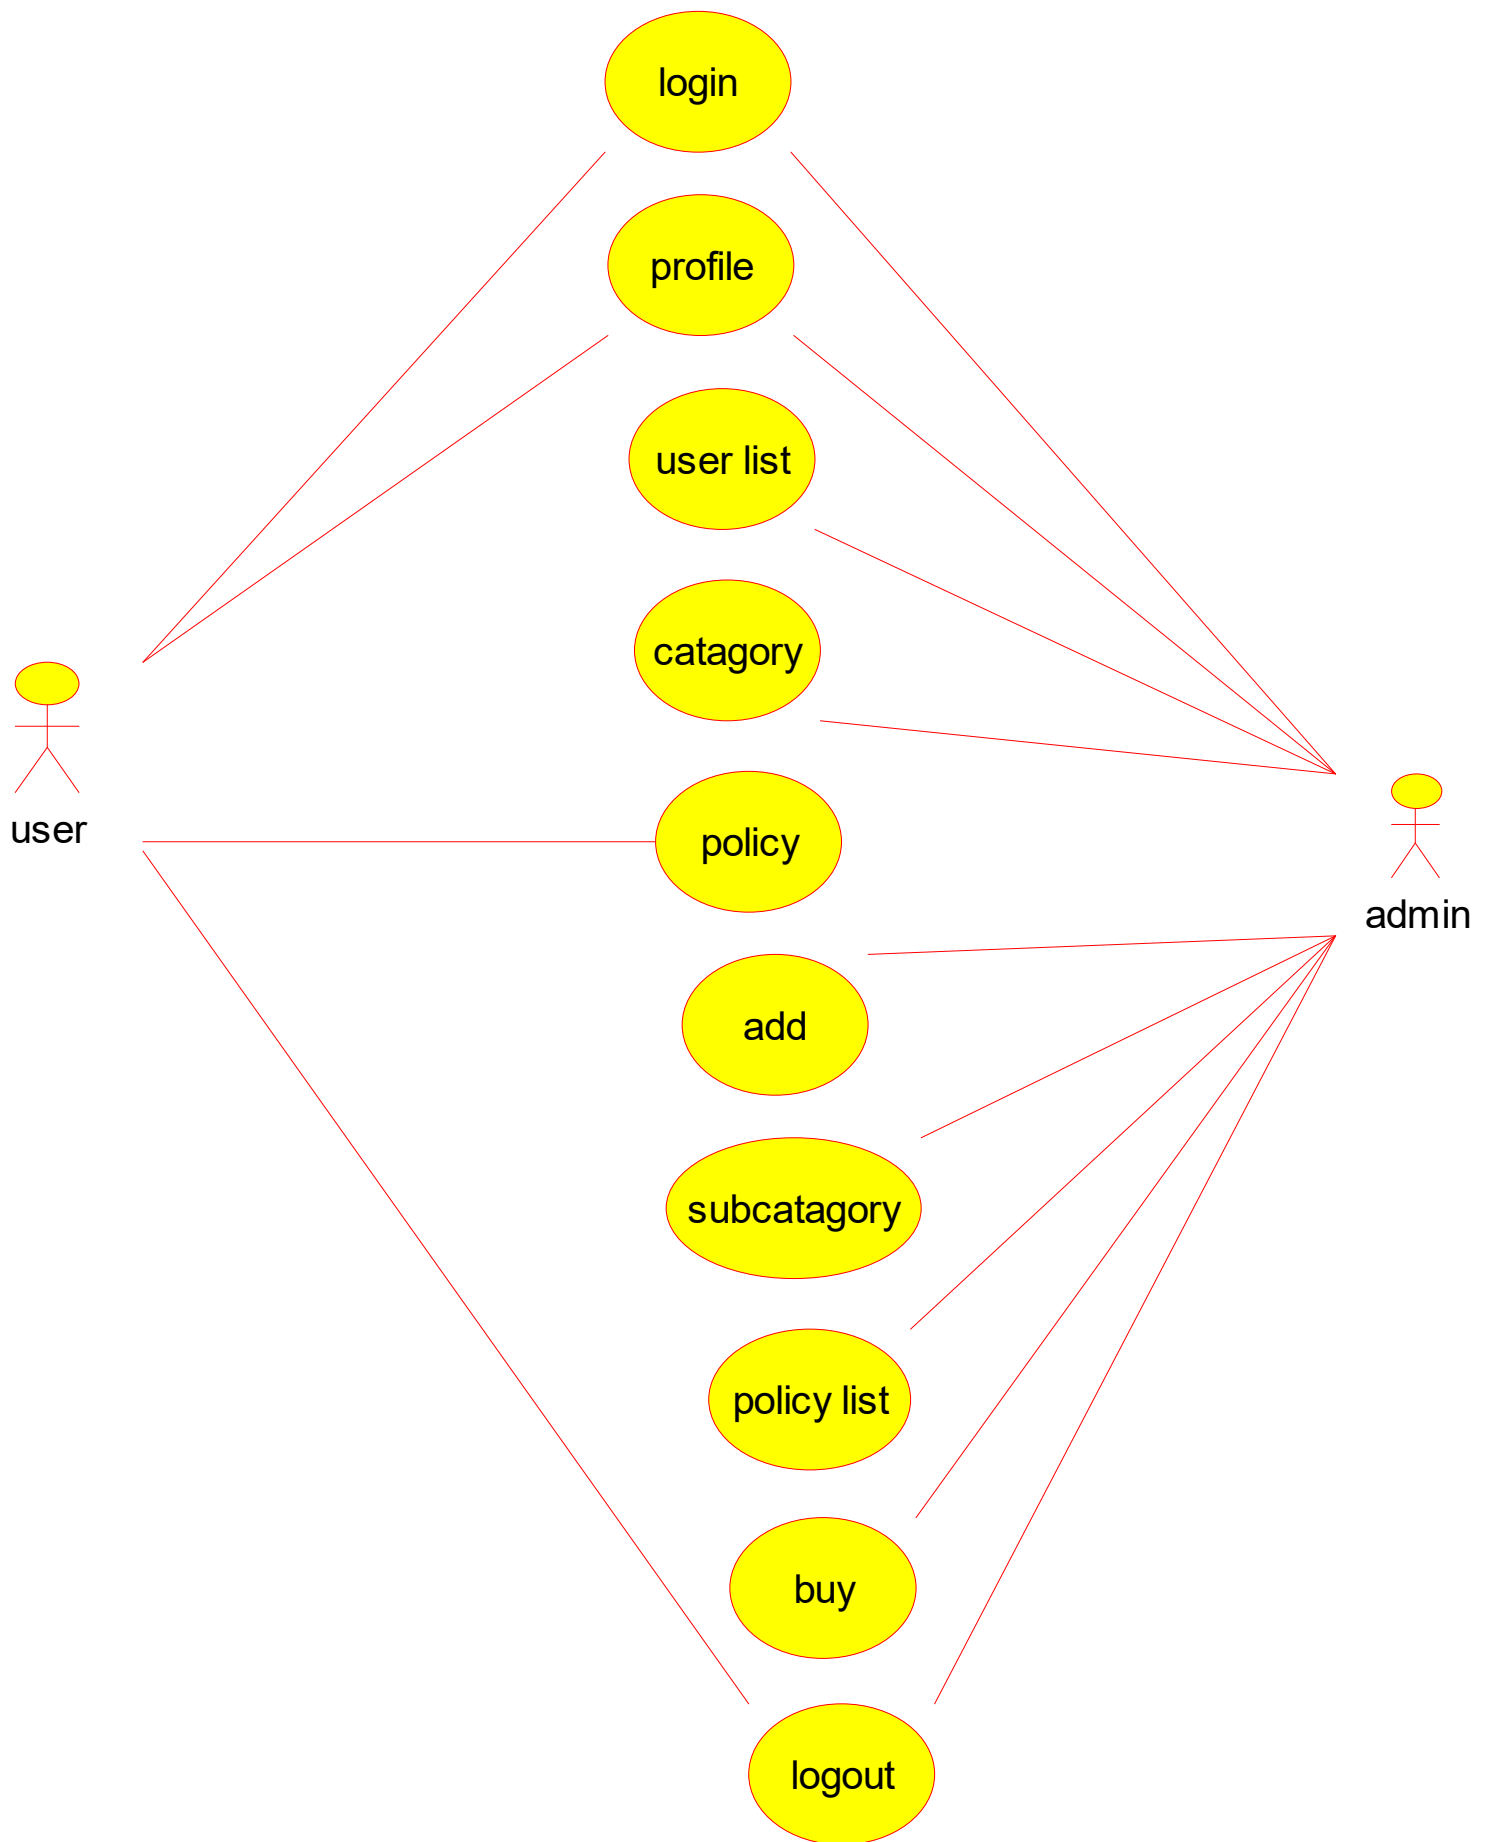 login
profile
user list
catagory
user
policy
admin
add
subcatagory
policy list
buy
logout